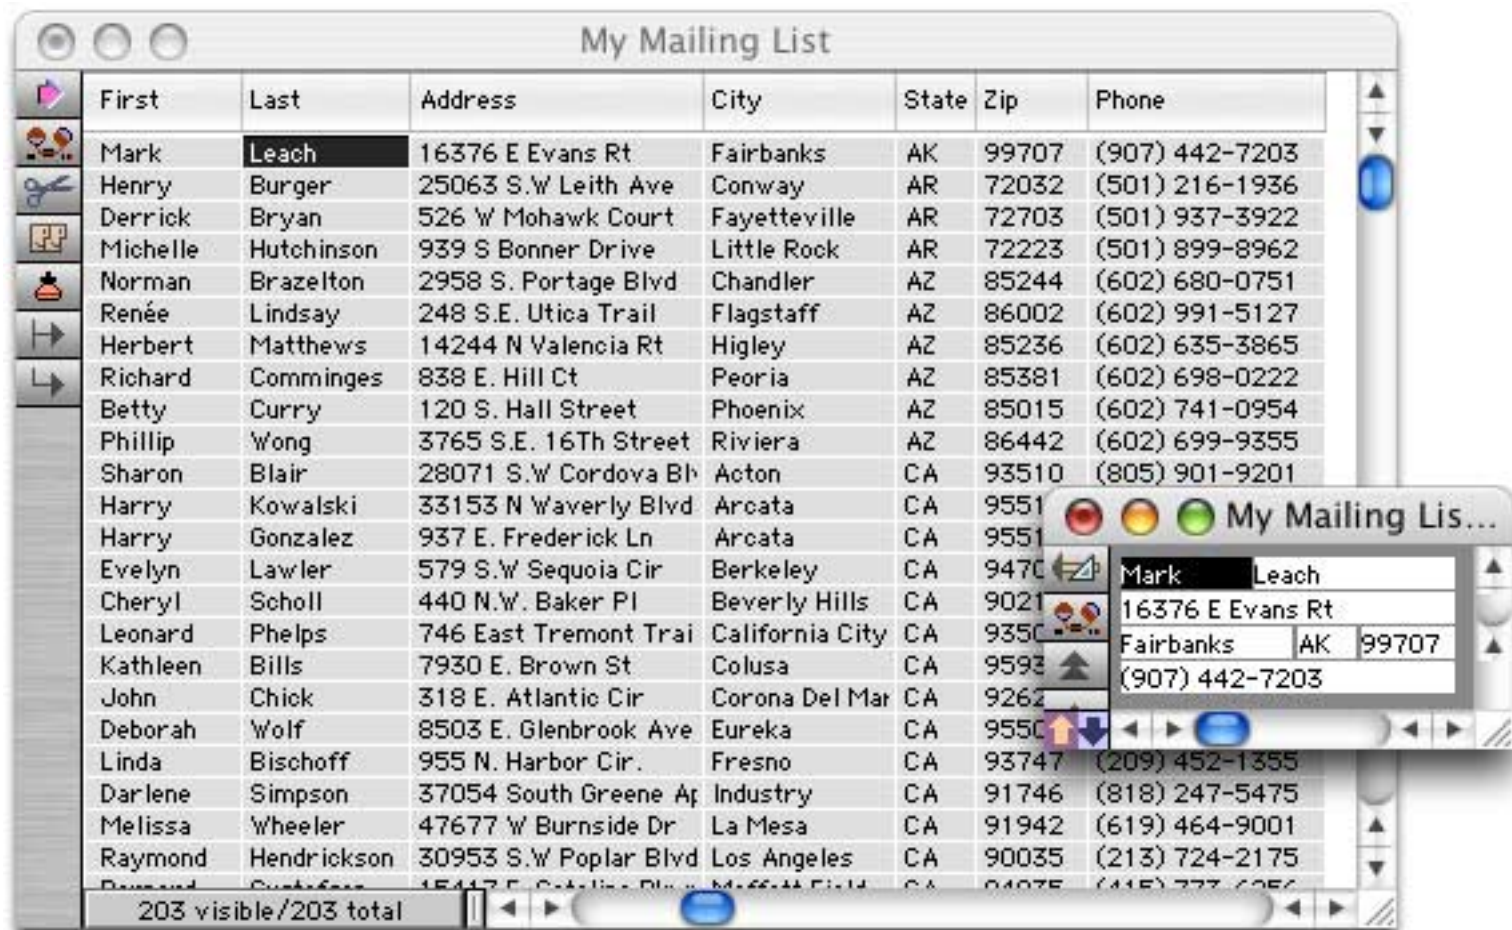 My Mailing List
First Last Address City State Zip Phone
Mark Leach 16376 E Evans Rt Fairbanks AK 99707 (907) 442-7203
Henry Burger 25063 S.W Leith Ave Conway AR 72032 (501) 216-1936
Derrick Bryan 526 W Mohawk Court Fayetteville AR 72703 (501) 937-3922
Michelle Hutchinson 939 S Bonner Drive Little Rock AR 72223 (501) 899-8962
Norman Brazelton 2958 S. Portage Blvd Chandler AZ 85244 (602) 680-0751
Renée Lindsay 248 S.E. Utica Trail Flagstaff AZ 86002 (602) 991-5127
Herbert Matthews 14244 N Valencia Rt Higley AZ 85236 (602) 635-3865
Richard Comminges 838 E. Hill Ct Peoria AZ 85381 (602) 698-0222
Betty Curry 120 S. Hall Street Phoenix AZ 85015 (602) 741-0954
Phillip Wong 3765 S.E. 16Th Street Riviera AZ 86442 (602) 699-9355
Sharon Blair 28071 S.W Cordova Acton CA 93510 (805) 901-9201
Harry Kowalski 33153 N Waverly Blvd Arcata CA 9551
Harry Gonzalez 937 E. Frederick Ln Arcata CA 9551
Evelyn Lawler 579 S.W Sequoia Cir Berkeley CA 947
Cheryl Scholl 440 N.W. Baker Pl Beverly Hills CA 9021
Leonard Phelps 746 East Tremont Trai California City CA 935
Kathleen Bills 7930 E. Brown St Colusa CA 9593
John Chick 318 E. Atlantic Cir Corona Del Mar CA 9262
Deborah Wolf 8503 E. Glenbrook Ave Eureka CA 955
Linda Bischoff 955 N. Harbor Cir. Fresno CA 93747 (209) 452-1355
Darlene Simpson 37054 South Greene Industry CA 91746 (818) 247-5475
Melissa Wheeler 47677 W Burnside Dr La Mesa CA 91942 (619) 464-9001
Raymond Hendrickson 30953 S.W Poplar Blvd Los Angeles CA 90035 (213) 724-2175
203 visible/203 total
My Mailing Lis...
Mark Leach
16376 E Evans Rt
Fairbanks AK 99707
(907) 442-7203